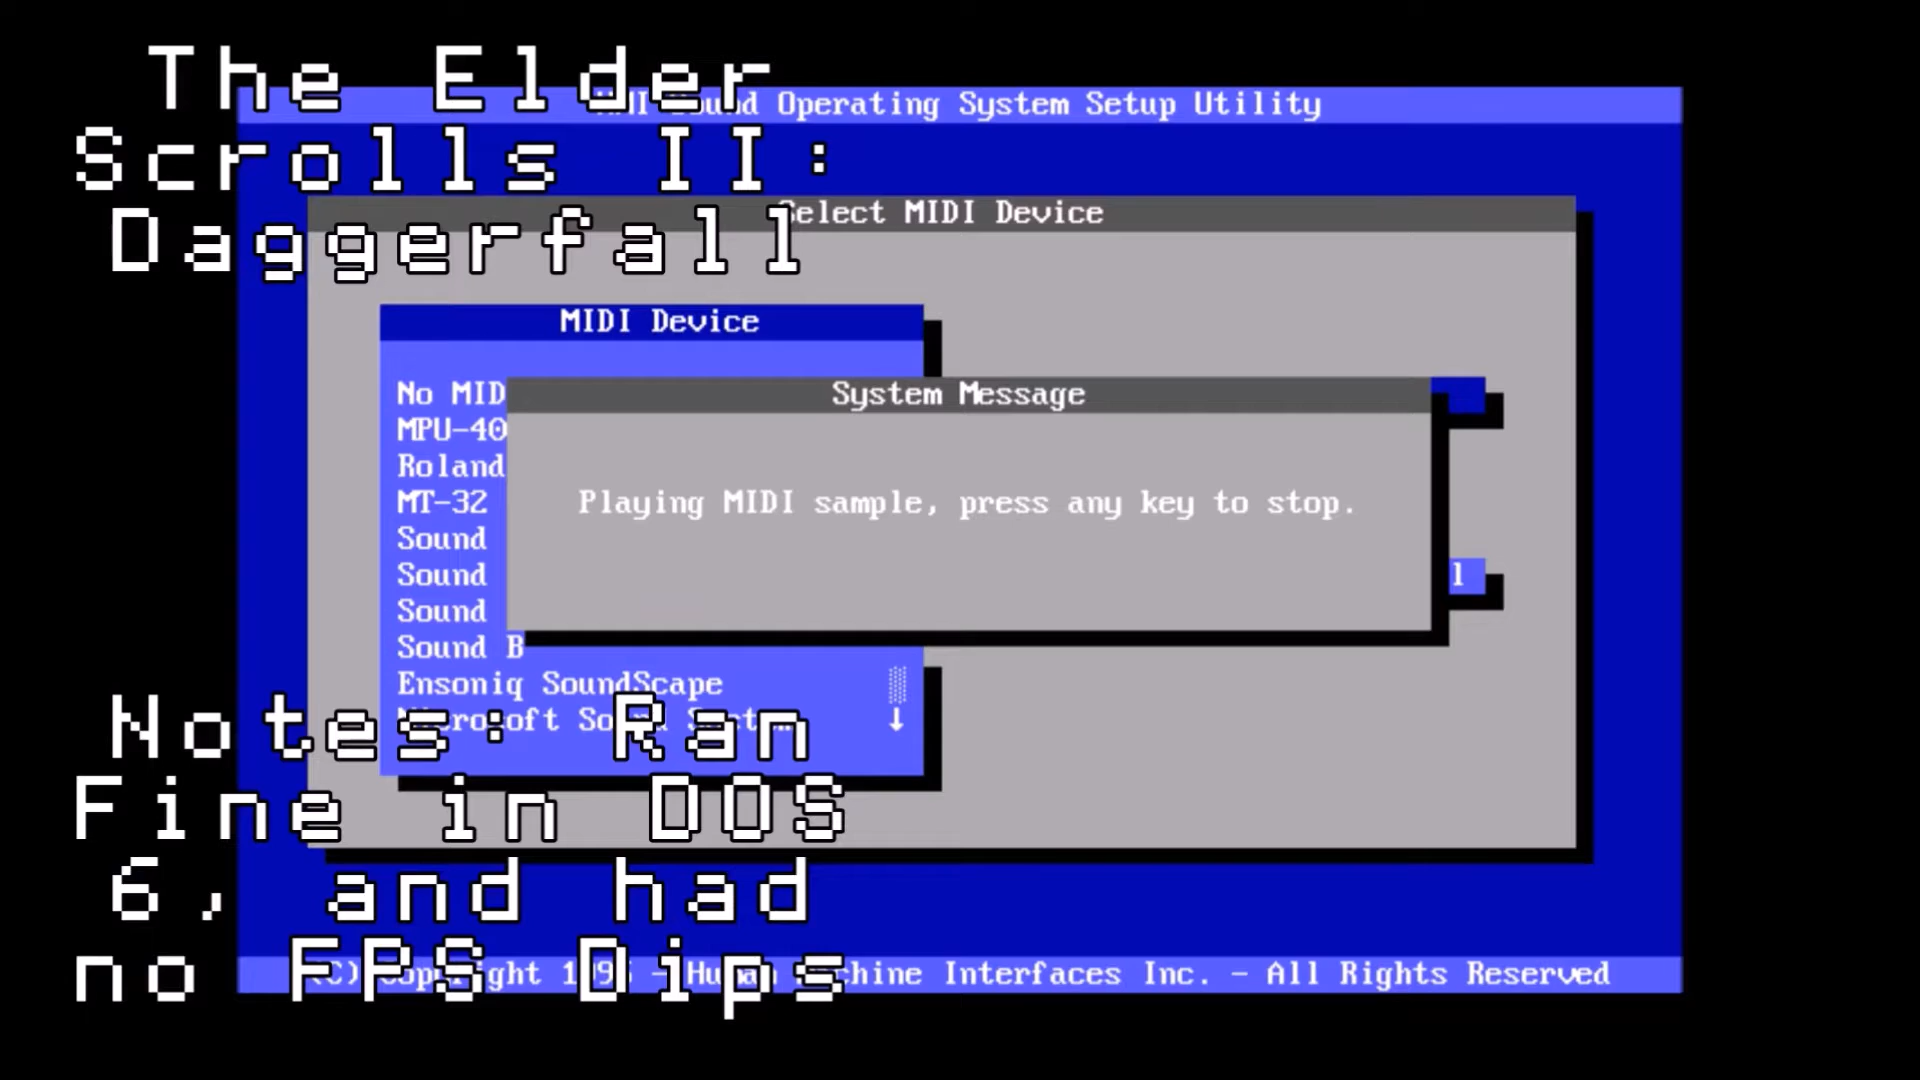 The Elder
Scrolls II:
Daggerfall
Operating System Setup Utility
Select MIDI Device
MIDI Device
No MID
System Message
MPU-40
Roland
MT-32
Playing MIDI sample, press any key to stop.
Sound
Sound
l
Sound
Sound B
Ensoniq SoundScape
Notes: Ran
Fine in DOS
6, and had
no FPS Dips
Interfaces Inc. - All Rights Reserved